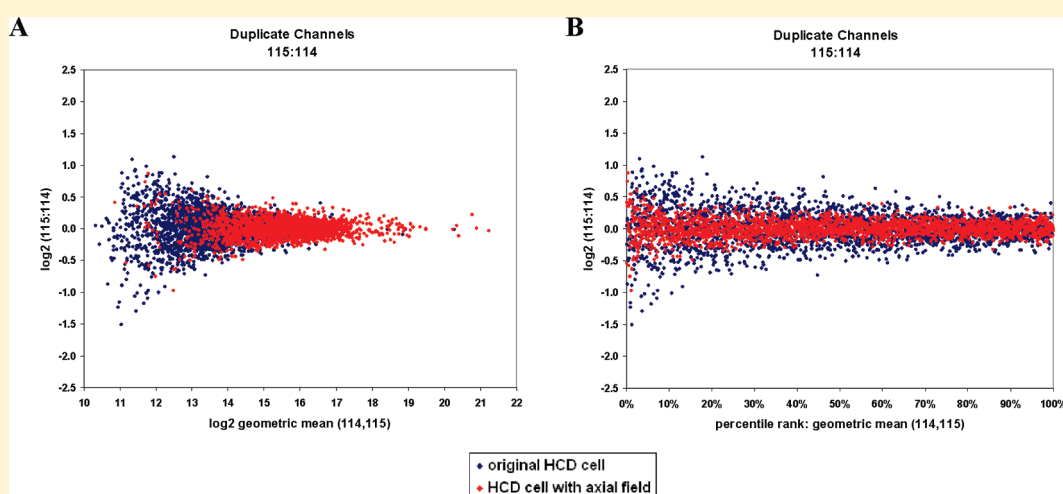 A
Duplicate Channels
115:114
2.5
2.0
1.5
1.0
0.5
0.0
-0.5
-1.0
-1.5
-2.0
-2.5
log2 (115:114)
10 11 12 13 14 15 16 17 18 19 20 21 22
log2 geometric mean (114,115)
B
Duplicate Channels
115:114
2.5
2.0
1.5
1.0
0.5
0.0
-0.5
-1.0
-1.5
-2.0
-2.5
log2 (115:114)
0% 10% 20% 30% 40% 50% 60% 70% 80% 90% 100%
percentile rank: geometric mean (114,115)
original HCD cell
HCD cell with axial field